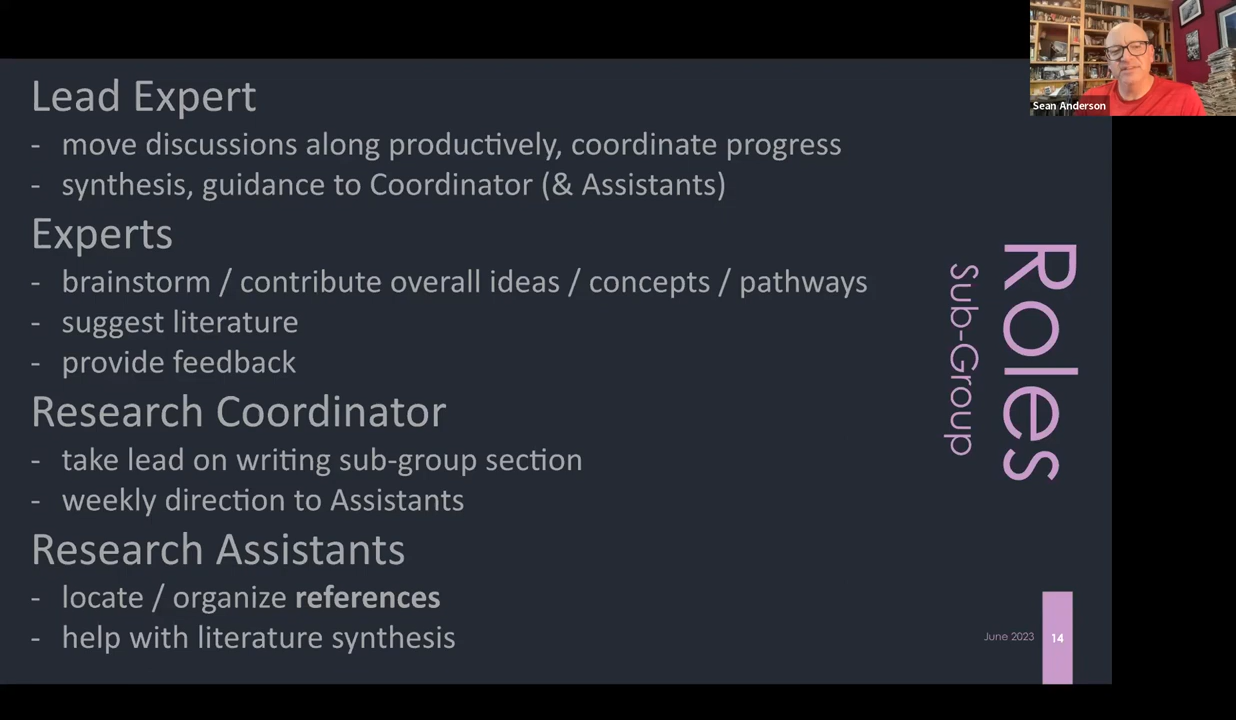 Lead Expert
- move discussions along productively, coordinate progress
- synthesis, guidance to Coordinator (& Assistants)
Experts
- brainstorm / contribute overall ideas / concepts / pathways
- suggest literature
- provide feedback
Research Coordinator
- take lead on writing sub-group section
- weekly direction to Assistants
Research Assistants
- locate / organize references
- help with literature synthesis
Roles
Sub-Group
June 2023
14
Sean Anderson